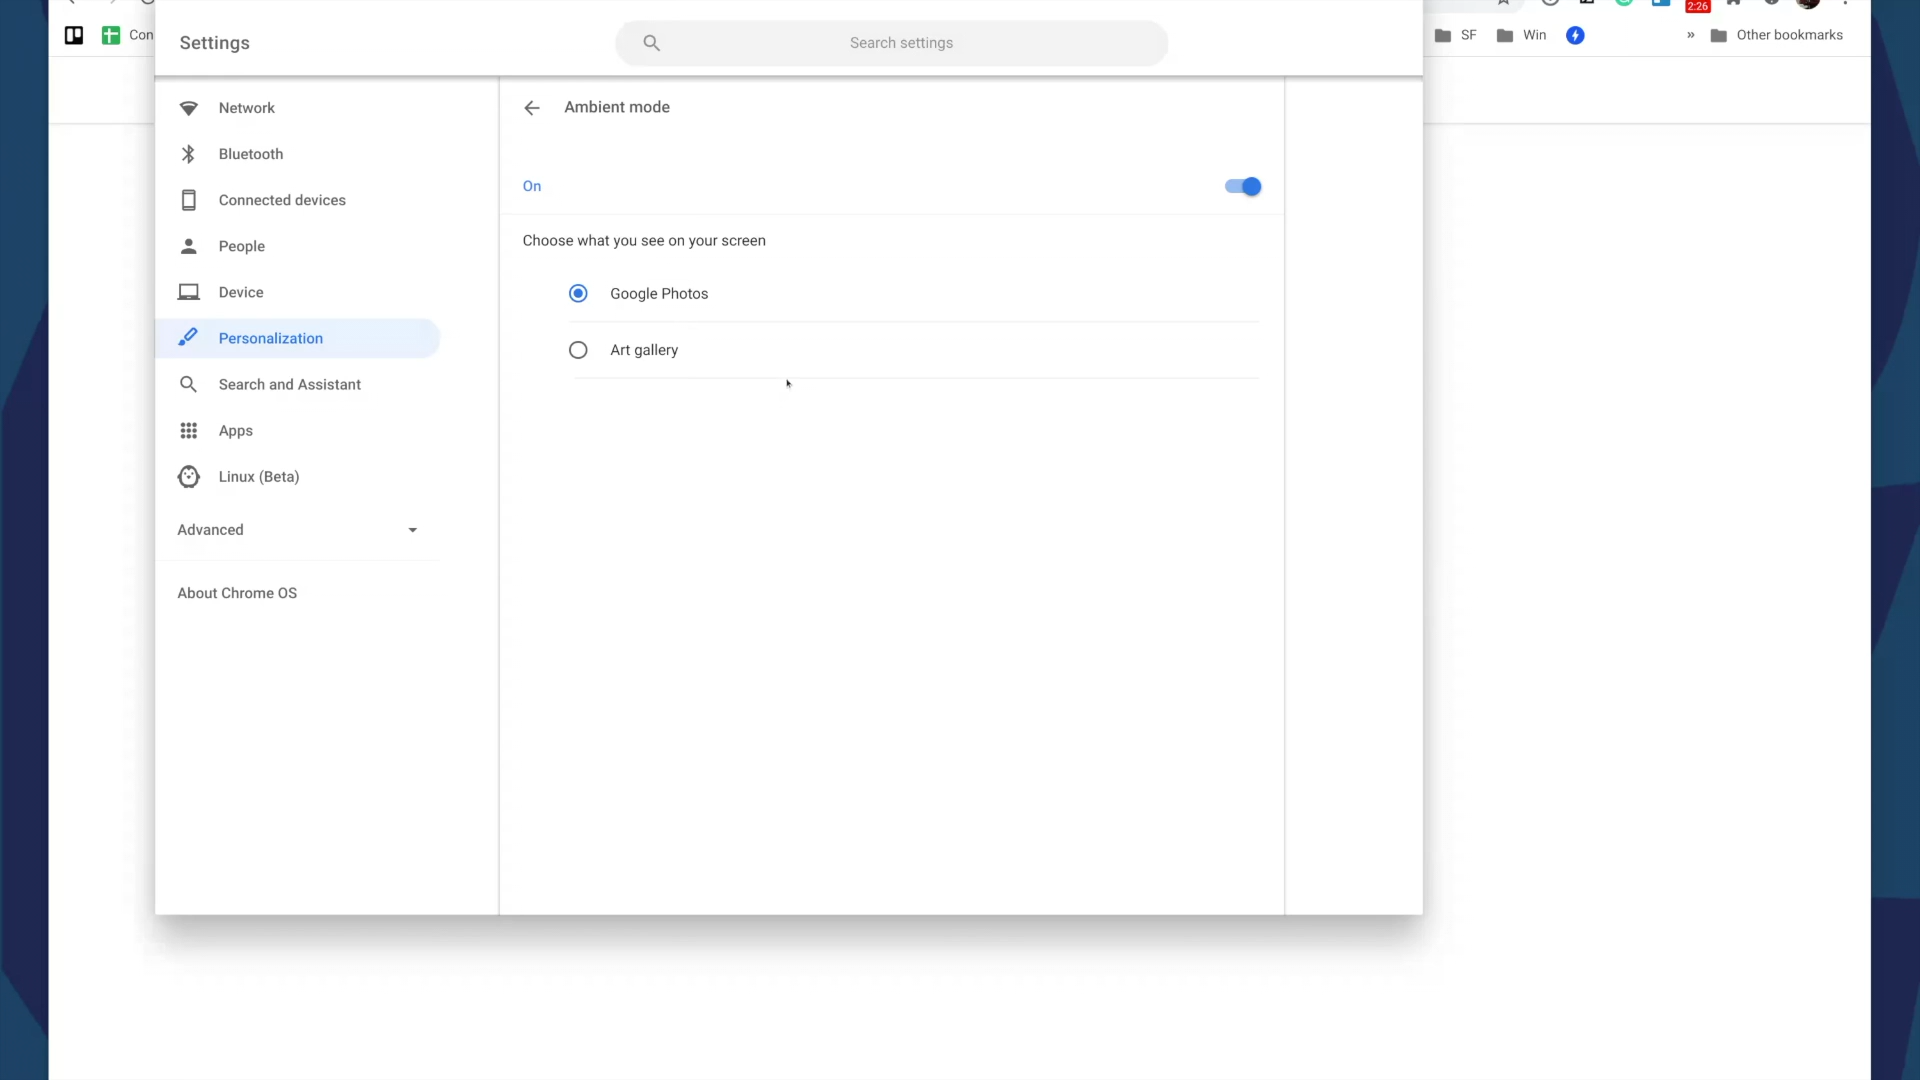 2:26
Con
SF
Win
»
Other bookmarks
Settings
Search settings
Network
Bluetooth
Connected devices
People
Device
Personalization
Search and Assistant
Apps
Linux (Beta)
Advanced
About Chrome OS
Ambient mode
On
Choose what you see on your screen
Google Photos
Art gallery